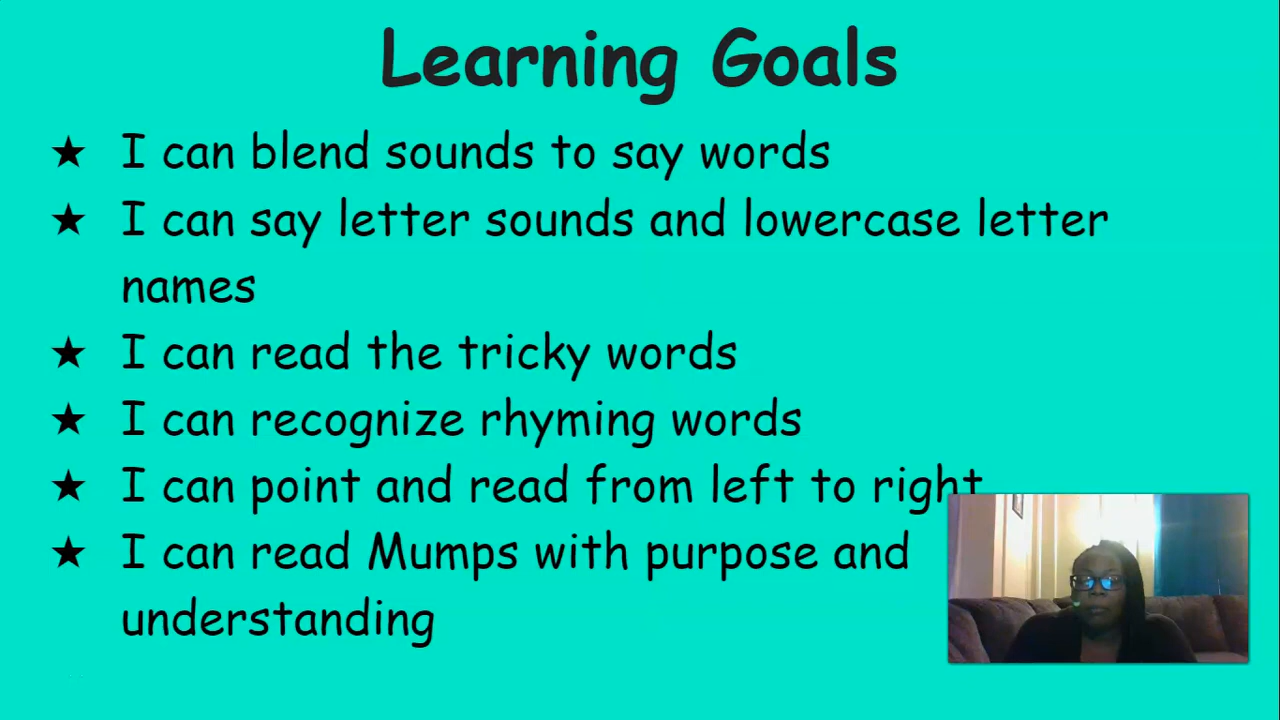 Learning Goals
★ I can blend sounds to say words
★ I can say letter sounds and lowercase letter
names
★ I can read the tricky words
★ I can recognize rhyming words
★ I can point and read from left to right
★ I can read Mumps with purpose and
understanding